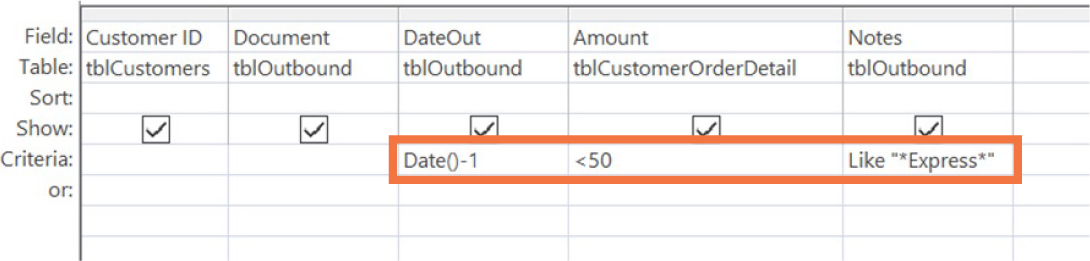 Field: Customer ID Document DateOut Amount Notes
Table: tblCustomers tblOutbound tblOutbound tblCustomerOrderDetail tblOutbound
Sort:
Show:
Criteria: Date()-1 <50 Like "*Express*"
or: